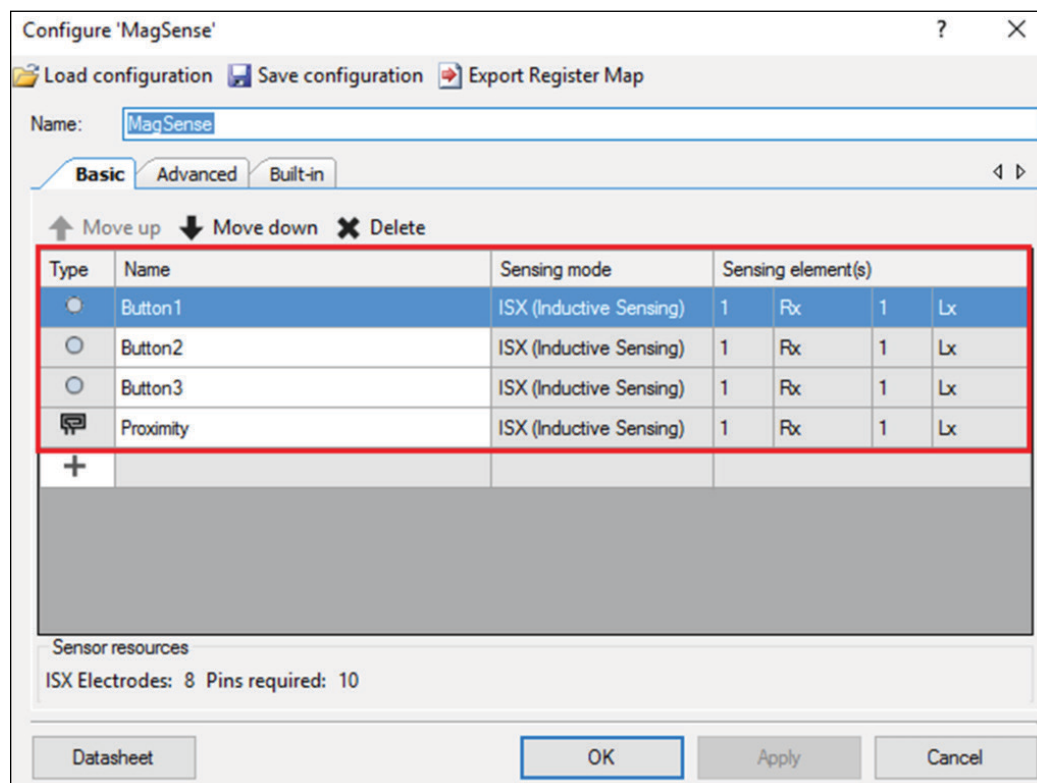 Configure 'MagSense' ? ✕
Load configuration Save configuration Export Register Map
Name: MagSense
Basic Advanced Built-in
Move up Move down Delete
Type Name Sensing mode Sensing element(s)
Button1 ISX (Inductive Sensing) 1 Rx 1 Lx
Button2 ISX (Inductive Sensing) 1 Rx 1 Lx
Button3 ISX (Inductive Sensing) 1 Rx 1 Lx
Proximity ISX (Inductive Sensing) 1 Rx 1 Lx
Sensor resources
ISX Electrodes: 8 Pins required: 10
Datasheet OK Apply Cancel